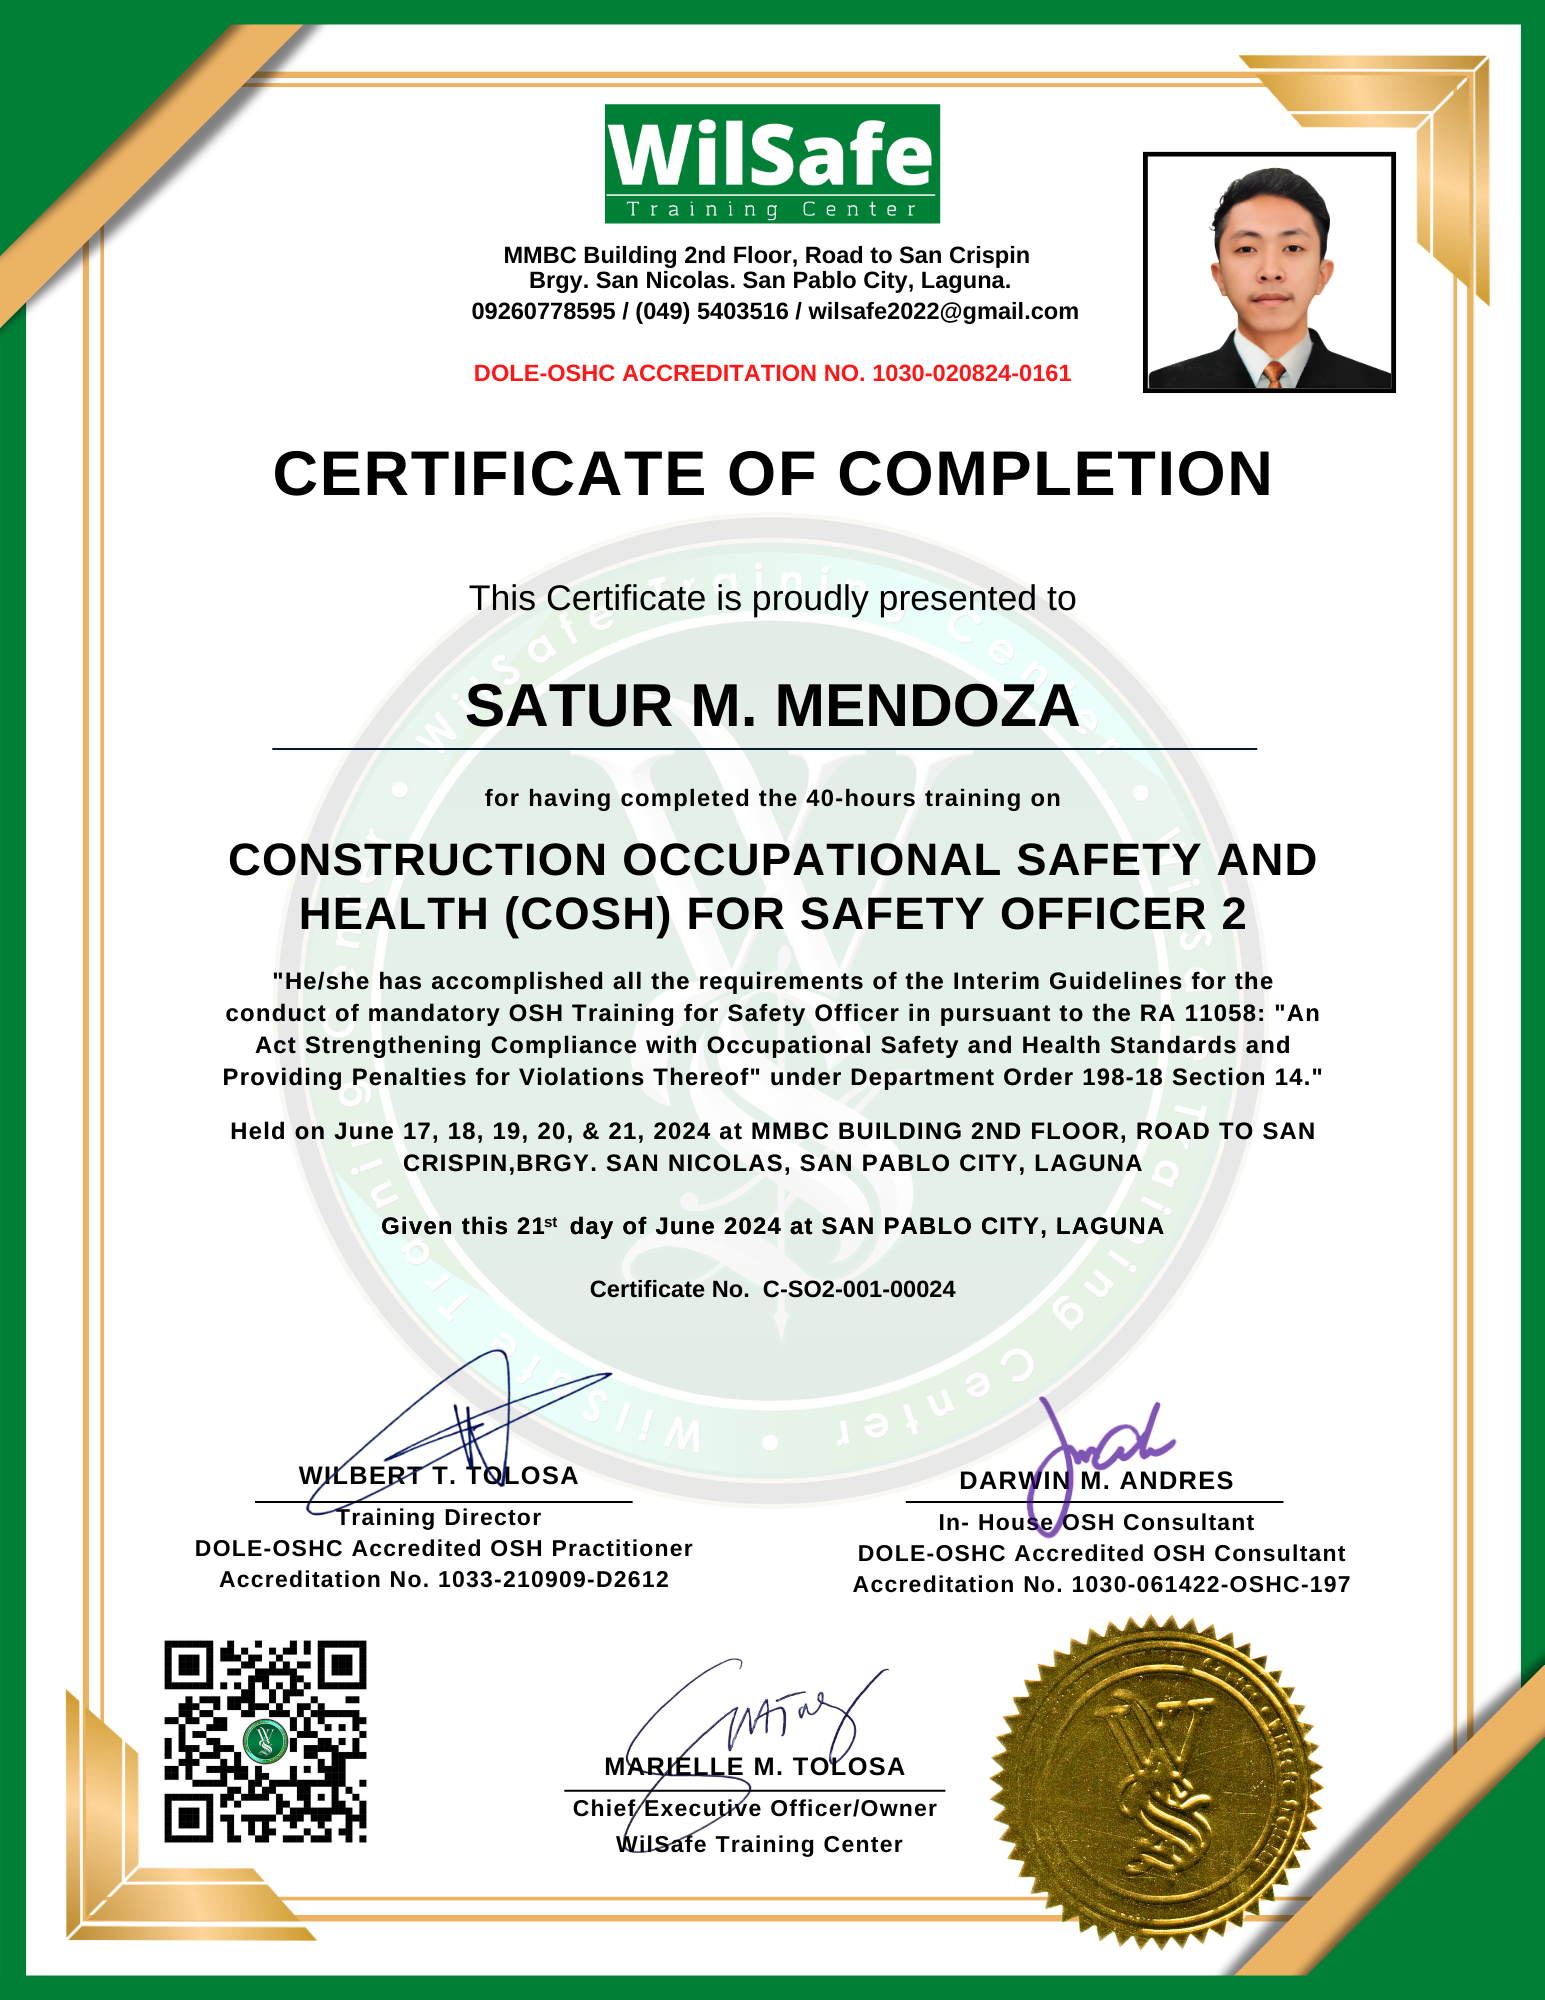 WilSafe
Training Center
MMBC Building 2nd Floor, Road to San Crispin
Brgy. San Nicolas. San Pablo City, Laguna.
09260778595 / (049) 5403516 / wilsafe2022@gmail.com
DOLE-OSHC ACCREDITATION NO. 1030-020824-0161
CERTIFICATE OF COMPLETION
This Certificate is proudly presented to
SATUR M. MENDOZA
for having completed the 40-hours training on
CONSTRUCTION OCCUPATIONAL SAFETY AND
HEALTH (COSH) FOR SAFETY OFFICER 2
"He/she has accomplished all the requirements of the Interim Guidelines for the
conduct of mandatory OSH Training for Safety Officer in pursuant to the RA 11058: "An
Act Strengthening Compliance with Occupational Safety and Health Standards and
Providing Penalties for Violations Thereof" under Department Order 198-18 Section 14."
Held on June 17, 18, 19, 20, & 21, 2024 at MMBC BUILDING 2ND FLOOR, ROAD TO SAN
CRISPIN,BRGY. SAN NICOLAS, SAN PABLO CITY, LAGUNA
Given this 21st day of June 2024 at SAN PABLO CITY, LAGUNA
Certificate No. C-SO2-001-00024
WilSafe Training Center • WilSafe Training Center • WilSafe Training Center •
WILBERT T. TOLOSA
Training Director
DOLE-OSHC Accredited OSH Practitioner
Accreditation No. 1033-210909-D2612
DARWIN M. ANDRES
In- House OSH Consultant
DOLE-OSHC Accredited OSH Consultant
Accreditation No. 1030-061422-OSHC-197
MARIELLE M. TOLOSA
Chief Executive Officer/Owner
WilSafe Training Center